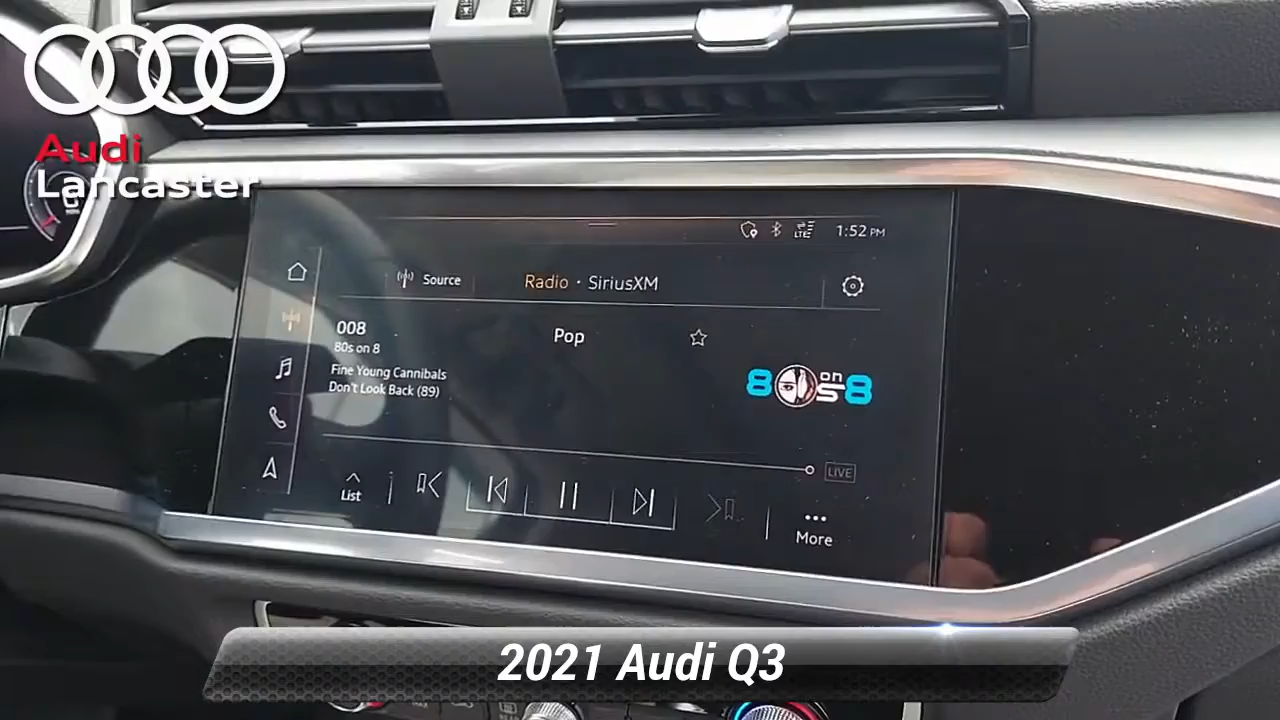 Audi
Lancaster
LTE 1:52 PM
Source
Radio · SiriusXM
008
Pop
80s on 8
Fine Young Cannibals
Don't Look Back (89)
80s on 8
LIVE
List
More
2021 Audi Q3